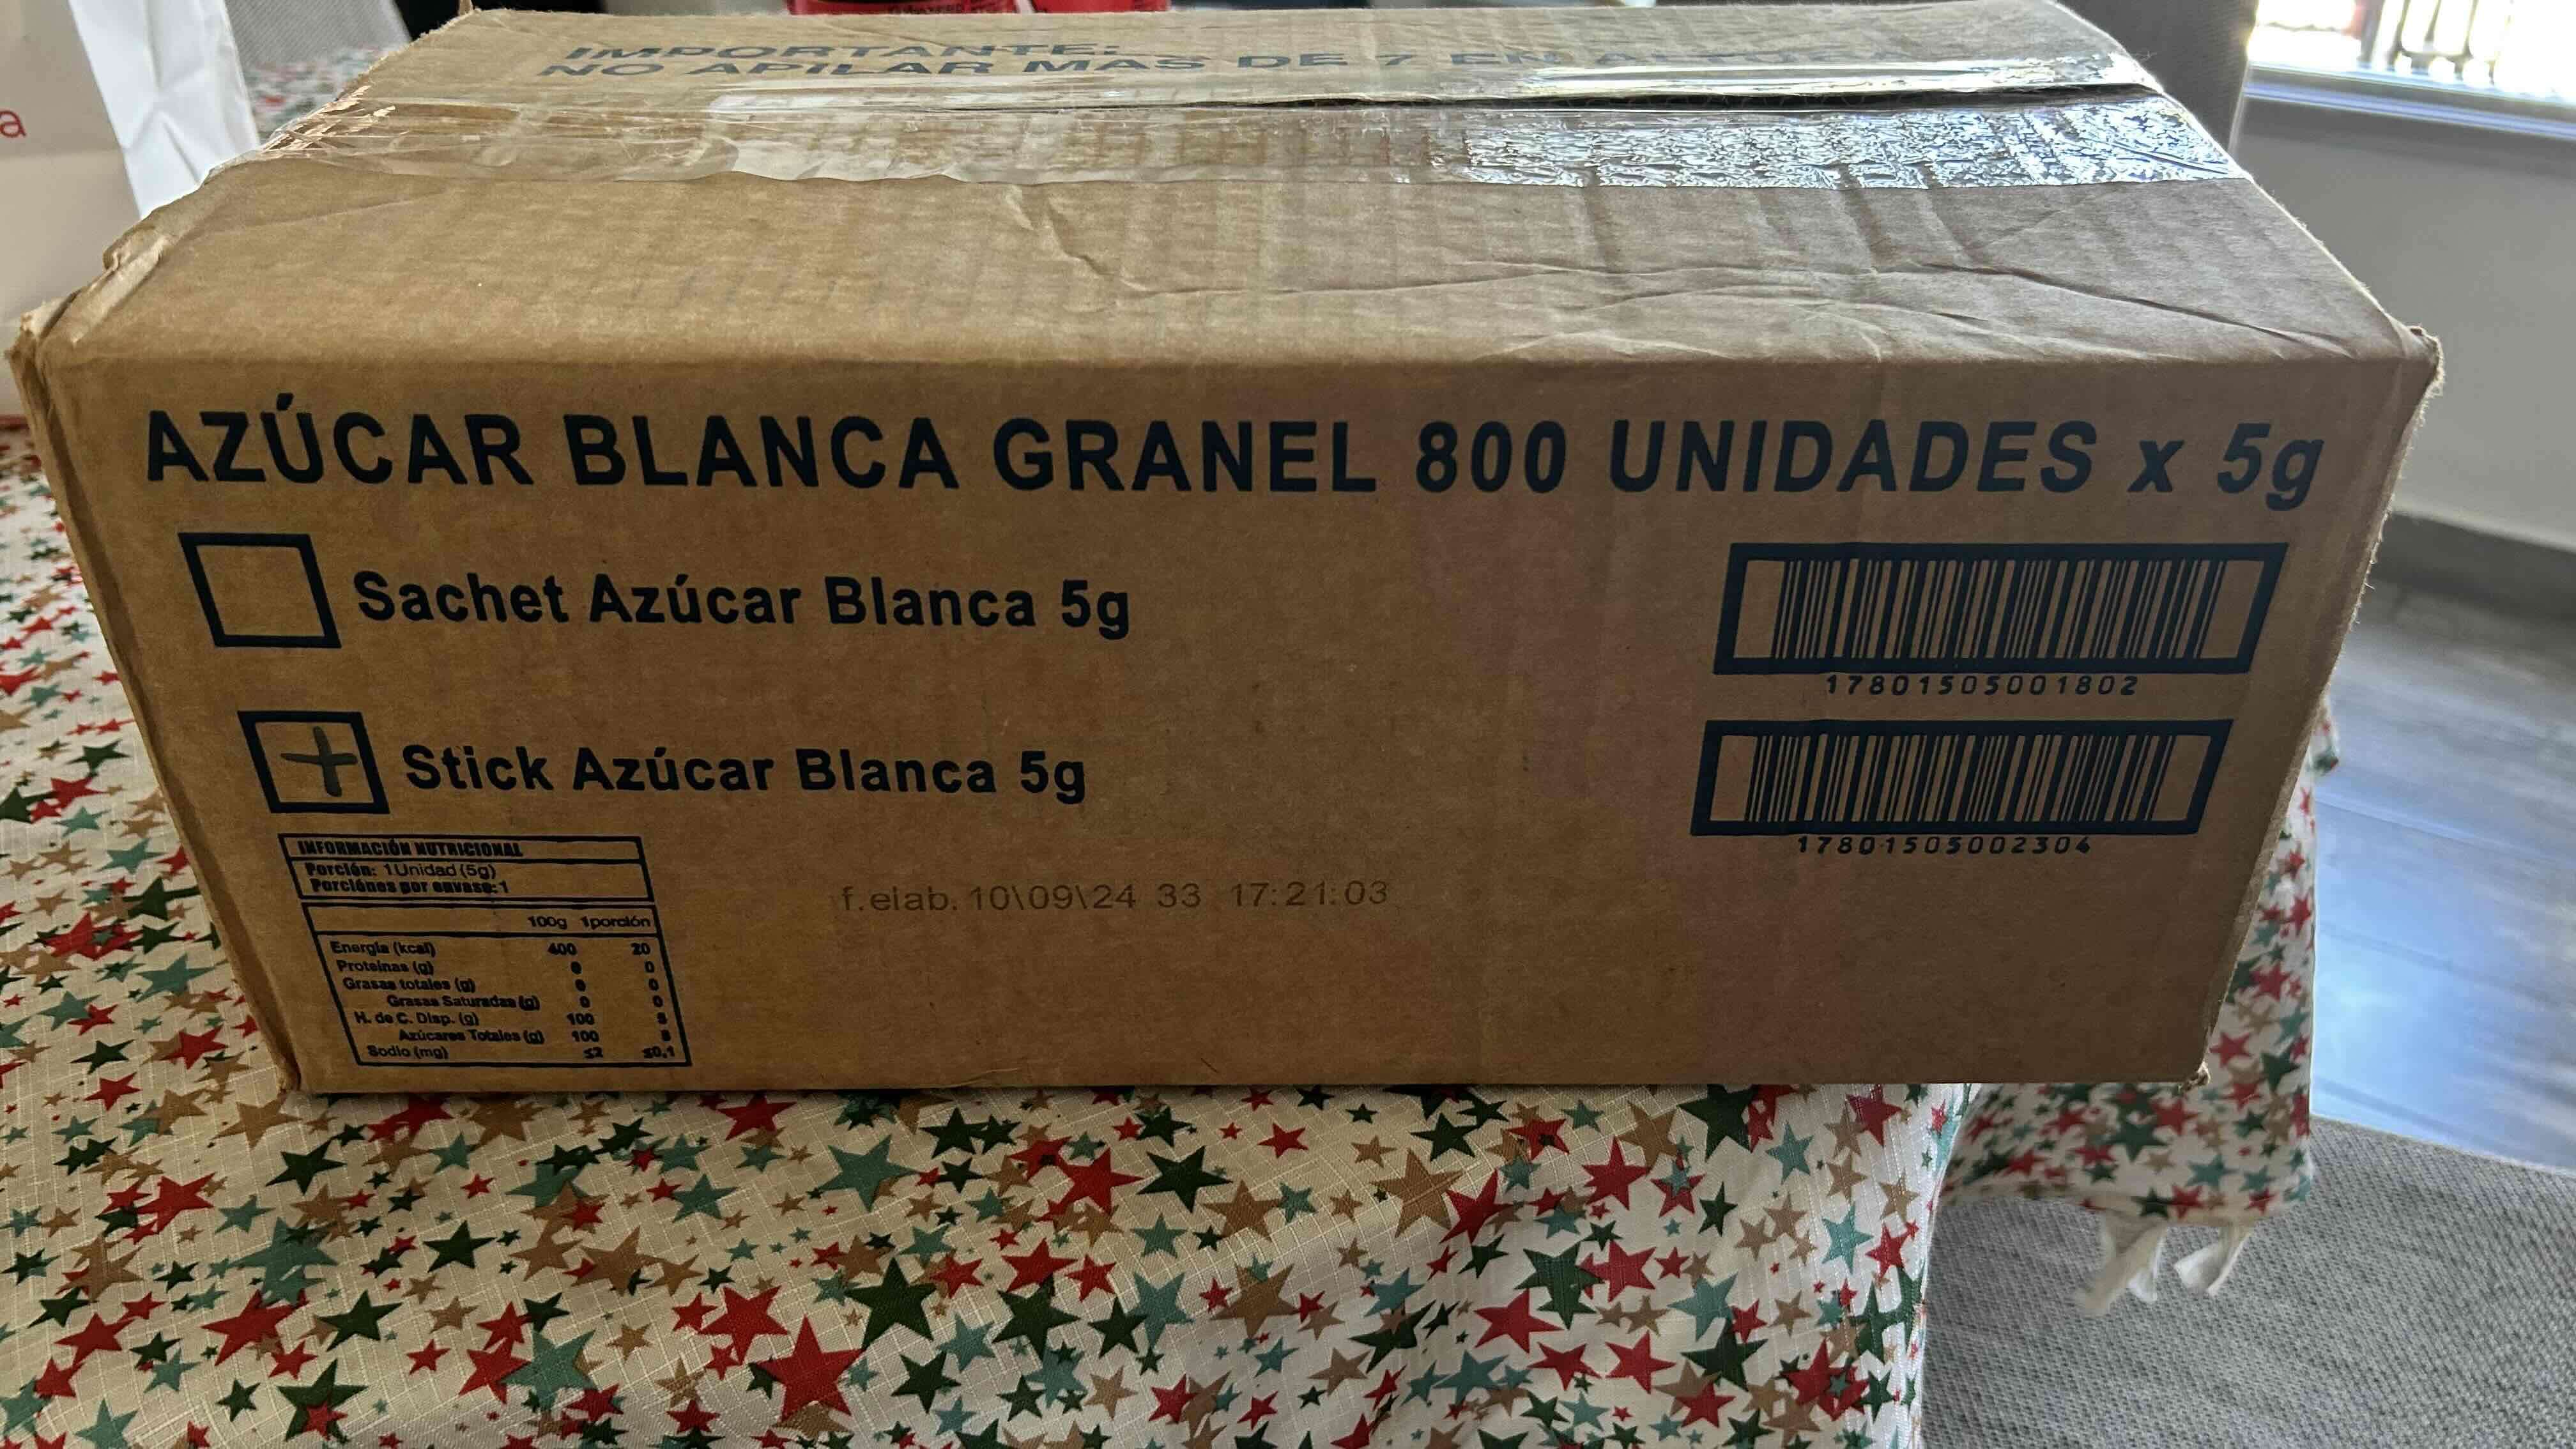 a
IMPORTANTE:
NO APILAR MAS DE 7 EN
AZÚCAR BLANCA GRANEL 800 UNIDADES x 5g
Sachet Azúcar Blanca 5g
17801505001802
Stick Azúcar Blanca 5g
17801505002304
INFORMACIÓN NUTRICIONAL
Porción: 1 Unidad (5g)
Porciónes por envase: 1
100g 1porción
Energía (kcal) 400 20
Proteínas (g) 0 0
Grasas totales (g) 0 0
Grasas Saturadas (g) 0 0
H. de C. Disp. (g) 100
Azúcares Totales (g) 100
Sodio (mg) ≤2 ≤0,1
f.elab. 10\09\24 33 17:21:03